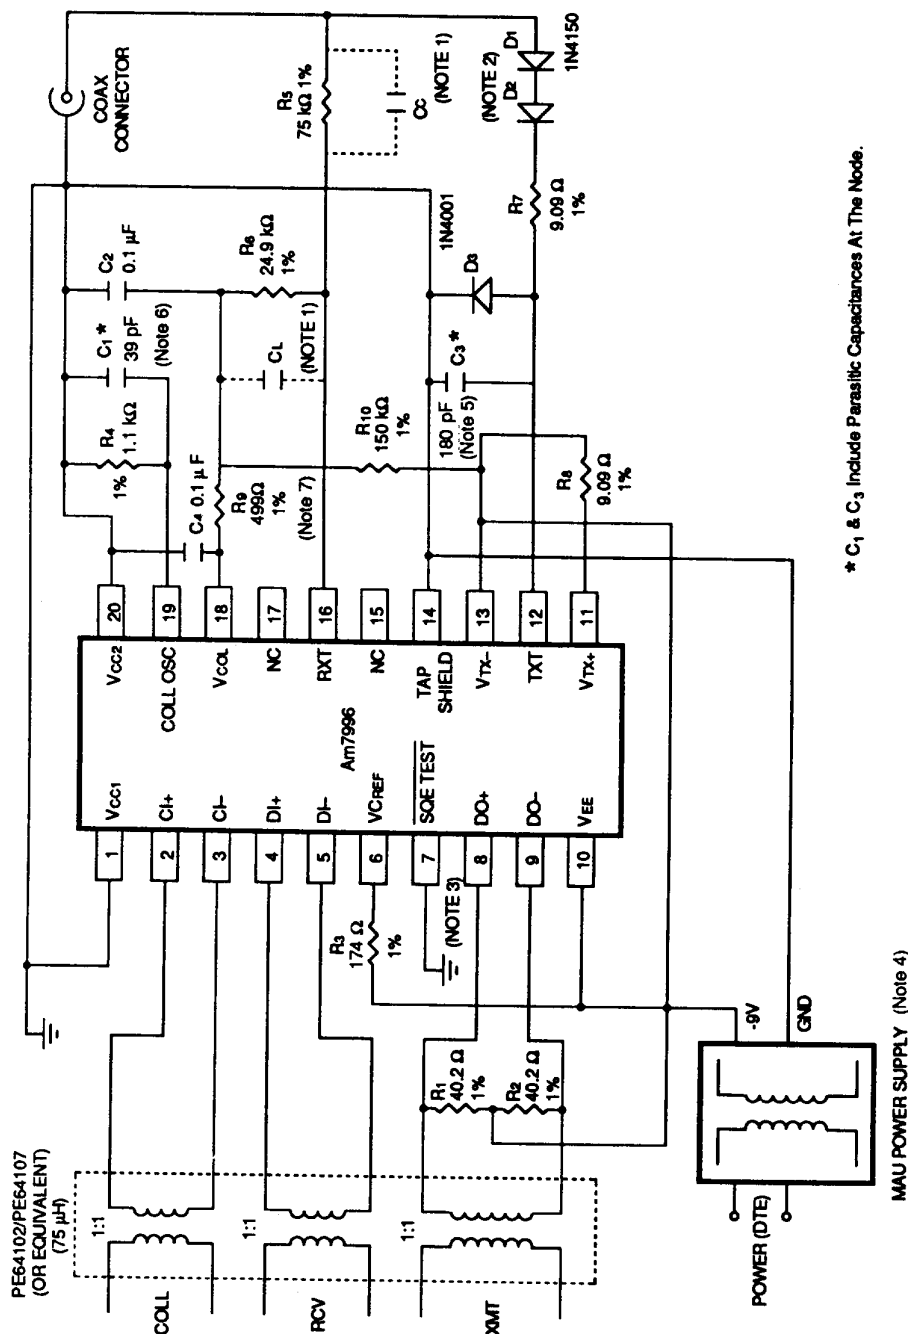 COAX
CONNECTOR
C2
0.1 μF
C1 *
39 pF
(Note 6)
R4
1.1 kΩ
1%
C4 0.1 μ F
R6
24.9 kΩ
1%
CL
(NOTE 1)
R9
499Ω
1%
(Note 7)
R5
75 kΩ 1%
CC
(NOTE 1)
D1
D2
(NOTE 2)
1N4150
R7
9.09 Ω
1%
1N4001
D3
C3 *
180 pF
(Note 5)
R10
150 kΩ
1%
R8
9.09 Ω
1%
20
19
18
17
16
15
14
13
12
11
VCC2
COLL OSC
VCOL
NC
RXT
NC
TAP
SHIELD
VTX–
TXT
VTX+
Am7996
VCC1
CI+
CI–
DI+
DI–
VCREF
SQE TEST
DO+
DO–
VEE
1
2
3
4
5
6
7
8
9
10
R3
174 Ω
1%
(NOTE 3)
R1
40.2 Ω
1%
R2
40.2 Ω
1%
PE64102/PE64107
(OR EQUIVALENT)
(75 μH)
1:1
1:1
1:1
COLL
RCV
XMT
-9V
GND
POWER (DTE)
MAU POWER SUPPLY (Note 4)
* C1 & C3 Include Parasitic Capacitances At The Node.